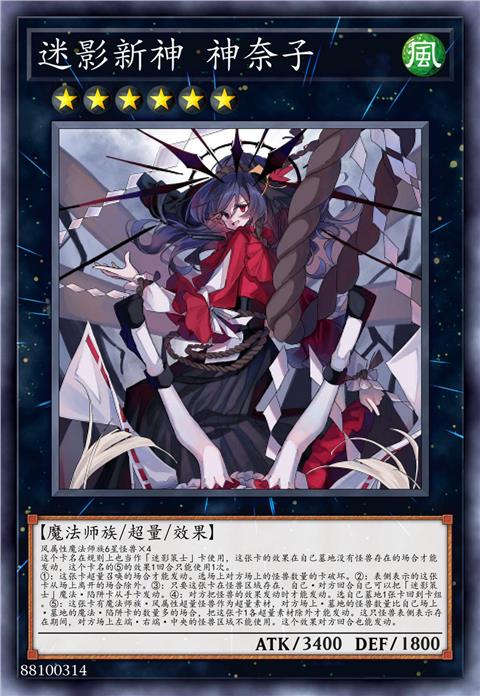 迷影新神 神奈子
風
【魔法师族/超量/效果】
风属性魔法师族6星怪兽×4
这个卡名在规则上也当作「迷影策士」卡使用，这张卡的效果在自己墓地没有怪兽存在的场合才能
发动，这个卡名的⑤的效果1回合只能使用1次。
①：这张卡超量召唤的场合才能发动。选场上对方场上的怪兽数量的卡破坏。②：表侧表示的这张
卡从场上离开的场合除外。③：只要这张卡在怪兽区域存在，自己·对方回合自己可以把「迷影策
士」魔法·陷阱卡从手卡发动。④：对方把怪兽的效果发动时才能发动。选自己墓地1张卡回到卡组
。⑤：这张卡有魔法师族·风属性超量怪兽作为超量素材，对方场上·墓地的怪兽数量比自己场上
·墓地的魔法·陷阱卡的数量多的场合，把这张卡1各超量素材除外才能发动。这只怪兽表侧表示存
在期间，对方场上左端·右端·中央的怪兽区域不能使用。这个效果对方回合也能发动。
ATK/3400 DEF/1800
88100314